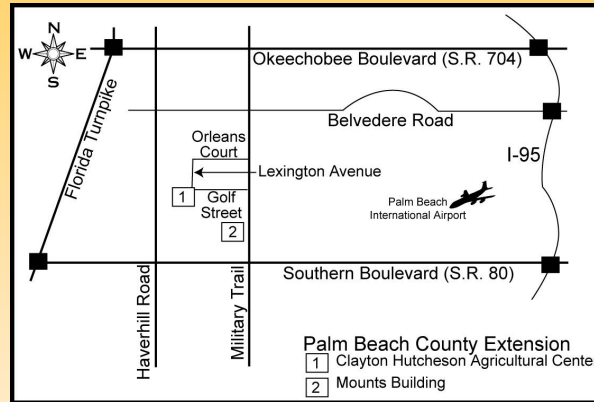 N
W E
S
Okeechobee Boulevard (S.R. 704)
Florida Turnpike
Belvedere Road
I-95
Orleans
Court
Lexington Avenue
1
Golf
Street
2
Palm Beach
International Airport
Haverhill Road
Military Trail
Southern Boulevard (S.R. 80)
Palm Beach County Extension
1 Clayton Hutcheson Agricultural Cente
2 Mounts Building